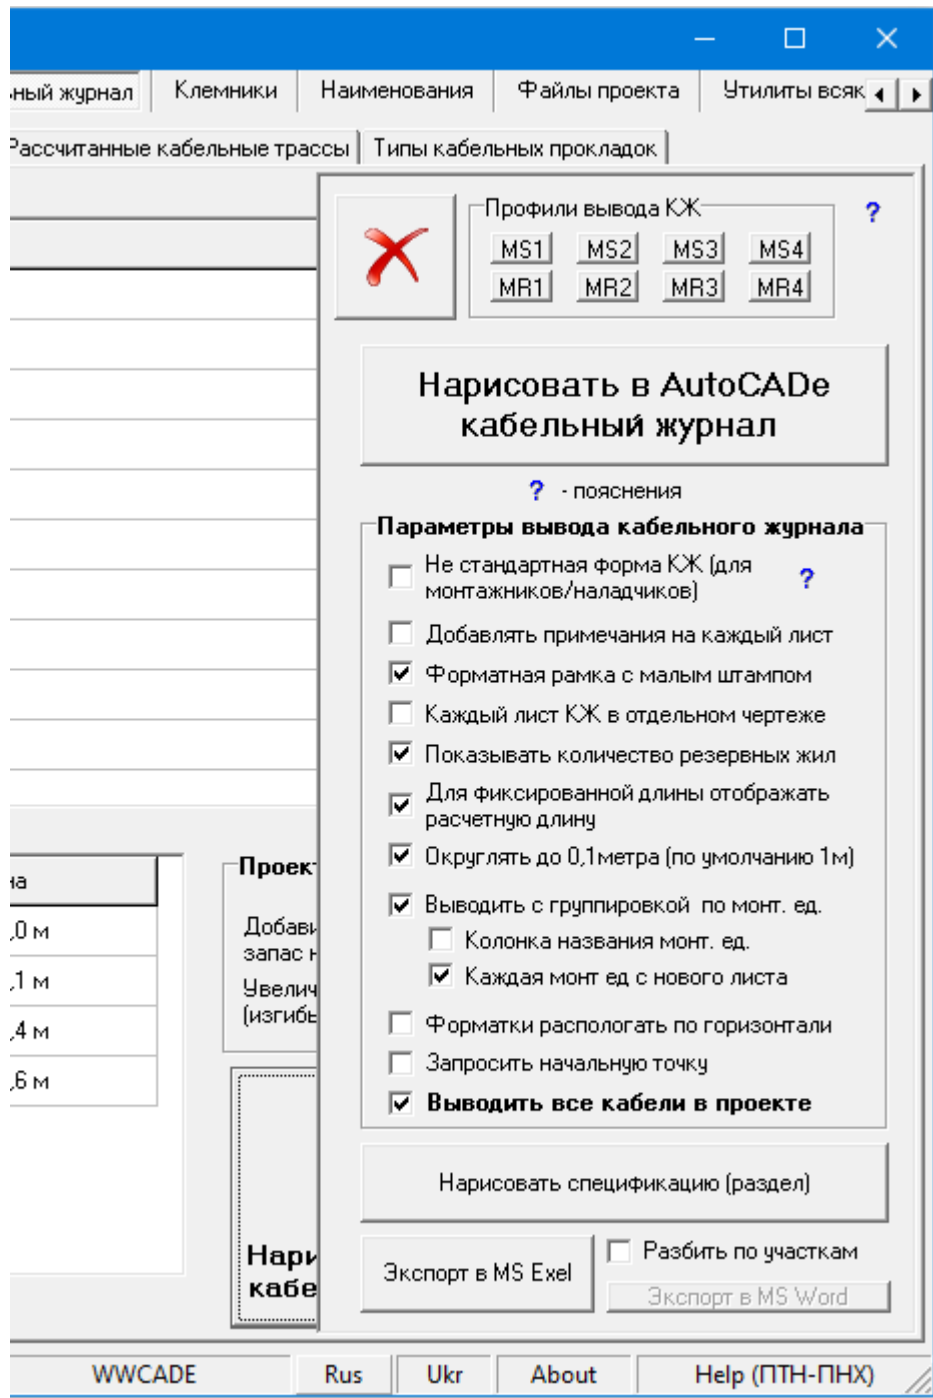 ный журнал
Клемники
Наименования
Файлы проекта
Утилиты всяк
Рассчитанные кабельные трассы
Типы кабельных прокладок
Профили вывода КЖ
?
MS1 MS2 MS3 MS4
MR1 MR2 MR3 MR4
Нарисовать в AutoCADe
кабельный журнал
? - пояснения
Параметры вывода кабельного журнала
Не стандартная форма КЖ (для
монтажников/наладчиков)
?
Добавлять примечания на каждый лист
Форматная рамка с малым штампом
Каждый лист КЖ в отдельном чертеже
Показывать количество резервных жил
Для фиксированной длины отображать
расчетную длину
Округлять до 0,1метра (по умолчанию 1м)
Выводить с группировкой по монт. ед.
Колонка названия монт. ед.
Каждая монт ед с нового листа
Форматки распологать по горизонтали
Запросить начальную точку
Выводить все кабели в проекте
на
,0 м
,1 м
,4 м
,6 м
Проек
Добави
запас н
Увелич
(изгибы
Нари
кабе
Нарисовать спецификацию (раздел)
Экспорт в MS Exel
Разбить по участкам
Экспорт в MS Word
WWCADE
Rus
Ukr
About
Help (ПТН-ПНХ)